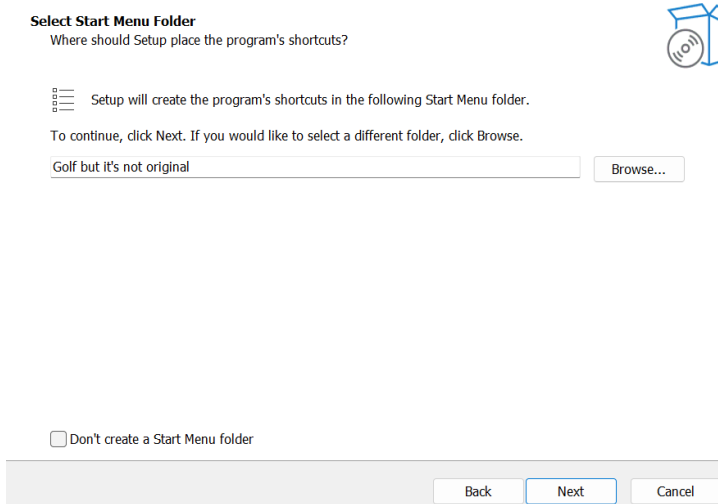 Select Start Menu Folder
Where should Setup place the program's shortcuts?
Setup will create the program's shortcuts in the following Start Menu folder.
To continue, click Next. If you would like to select a different folder, click Browse.
Golf but it's not original
Browse...
Don't create a Start Menu folder
Back
Next
Cancel